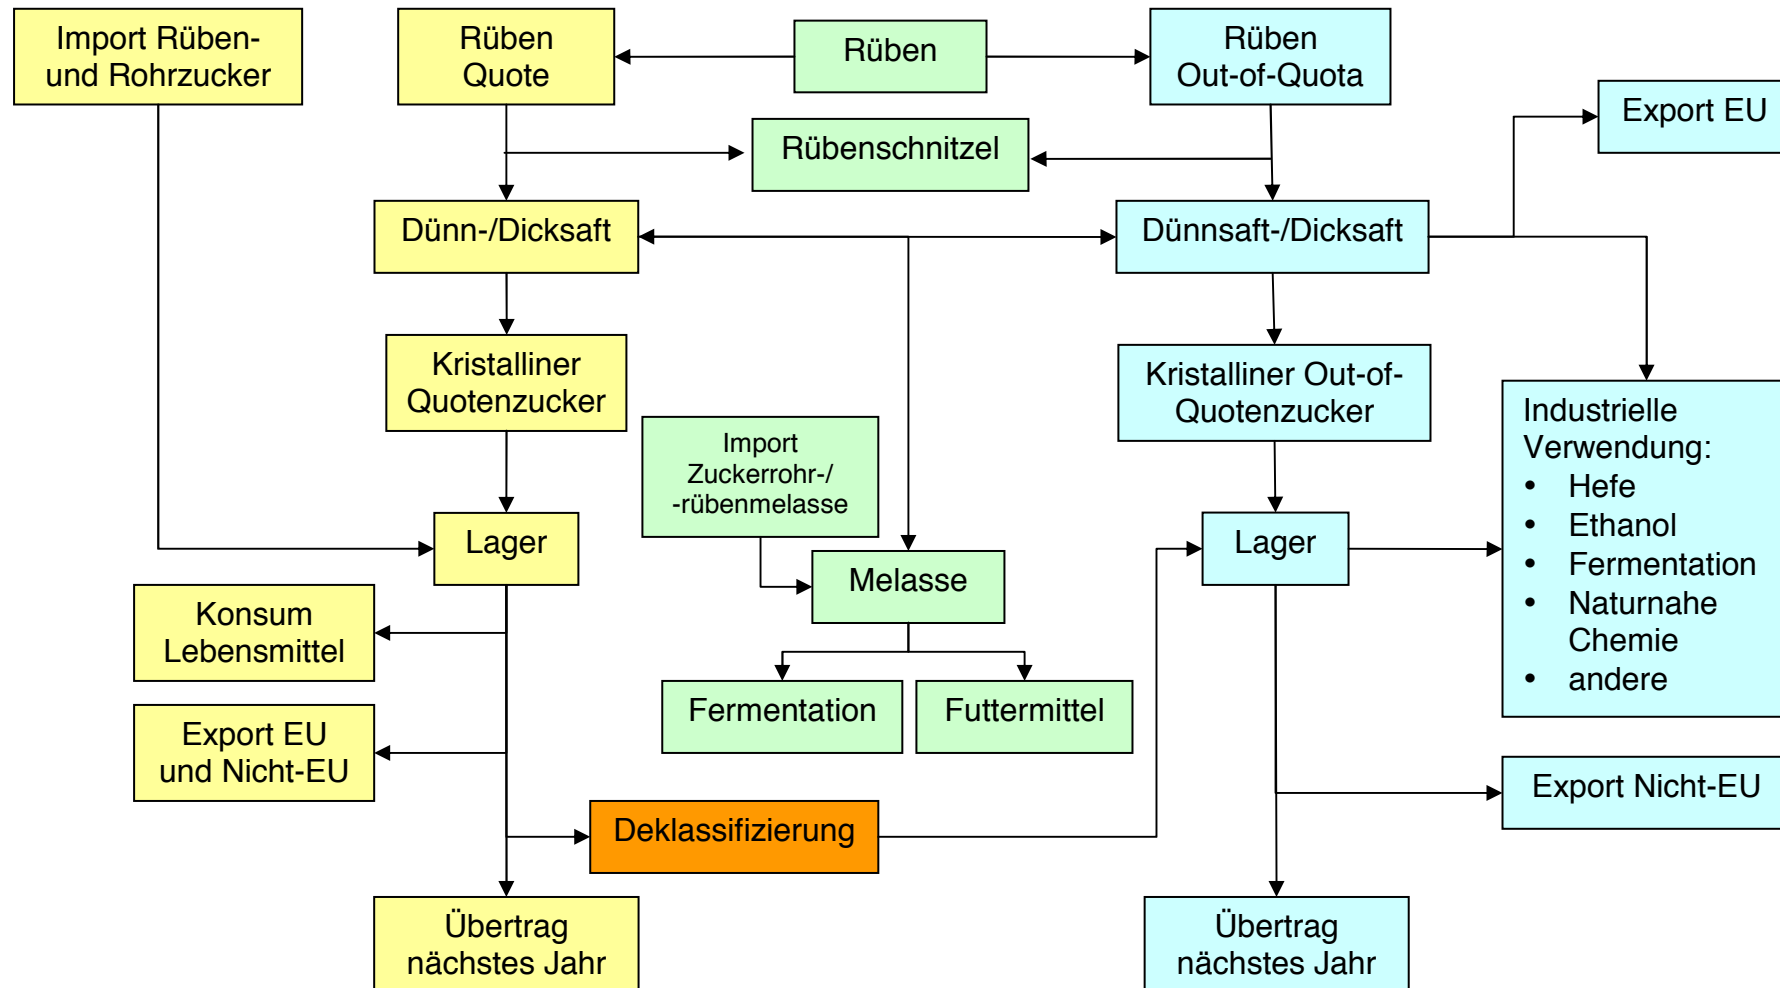 Import Rüben-
und Rohrzucker
Rüben
Quote
Rüben
Rüben
Out-of-Quota
Export EU
Rübenschnitzel
Dünn-/Dicksaft
Dünnsaft-/Dicksaft
Kristalliner
Quotenzucker
Kristalliner Out-of-
Quotenzucker
Industrielle
Verwendung:
• Hefe
• Ethanol
• Fermentation
• Naturnahe
Chemie
• andere
Import
Zuckerrohr-/
-rübenmelasse
Lager
Melasse
Lager
Konsum
Lebensmittel
Fermentation
Futtermittel
Export EU
und Nicht-EU
Export Nicht-EU
Deklassifizierung
Übertrag
nächstes Jahr
Übertrag
nächstes Jahr